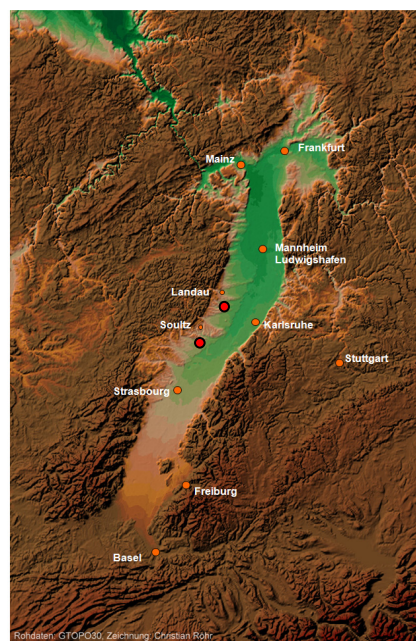 Frankfurt
Mainz
Mannheim
Ludwigshafen
Landau
Soultz
Karlsruhe
Stuttgart
Strasbourg
Freiburg
Basel
Rohdaten: GTOPO30, Zeichnung, Christian Röhr